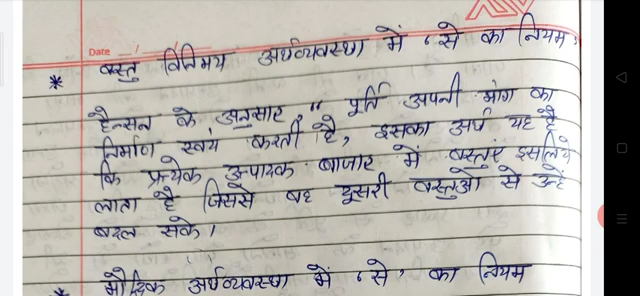 Date
* वस्तु विनिमय अर्थव्यवस्था में 'से का नियम:
हैन्सन के अनुसार, " पूर्ति अपनी मांग का
निर्माण स्वयं करती है, इसका अर्थ यह है
कि प्रत्येक उत्पादक बाजार में वस्तुएं इसलिये
लाता है जिससे वह दूसरी वस्तुओ से उन्हें
बदल सके।
* मौद्रिक अर्थव्यवस्था में 'से' का नियम